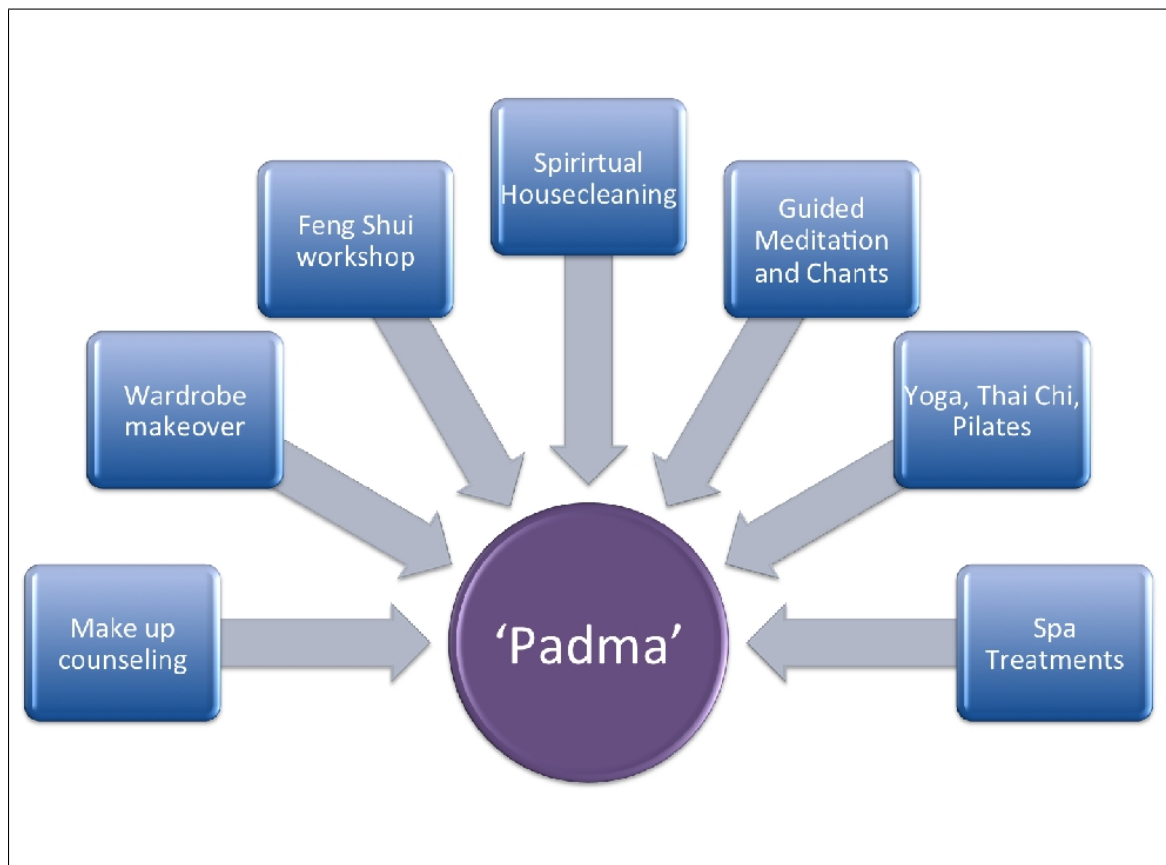 Make up
counseling
Wardrobe
makeover
Feng Shui
workshop
Spirirtual
Housecleaning
Guided
Meditation
and Chants
Yoga, Thai Chi,
Pilates
Spa
Treatments
‘Padma’